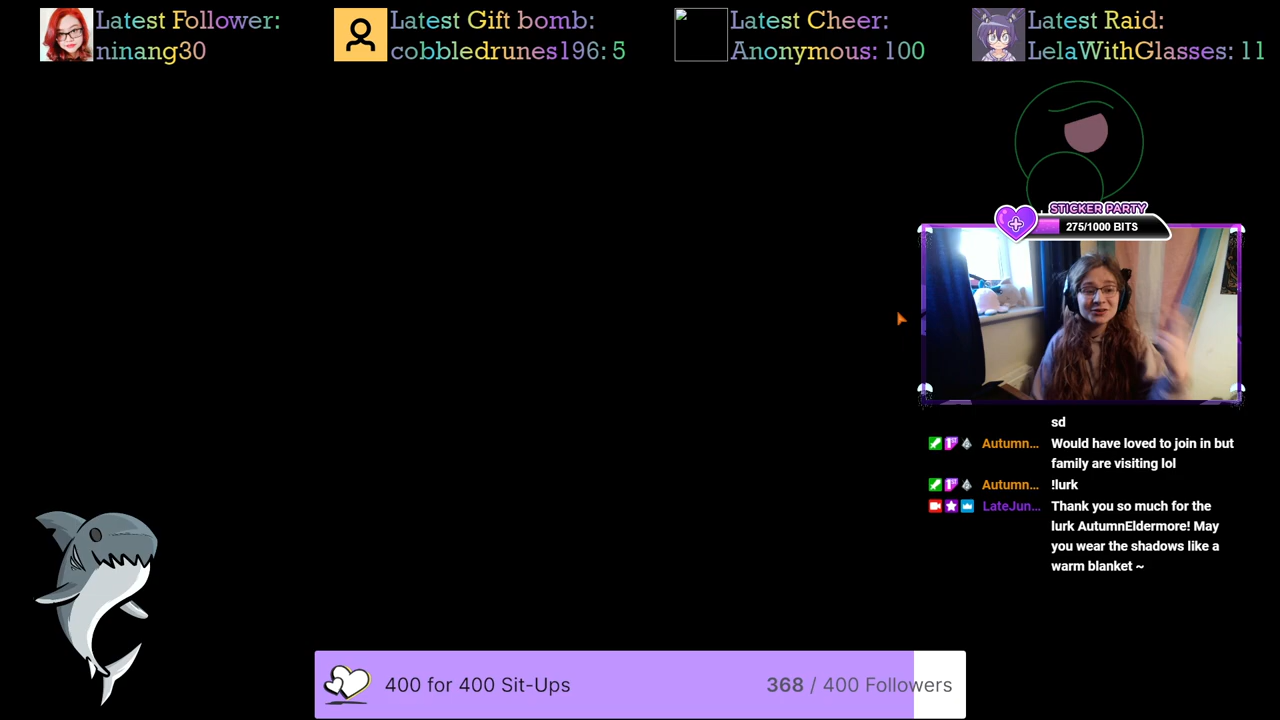 Latest Follower:
ninang30
Latest Gift bomb:
cobbledrunes196: 5
Latest Cheer:
Anonymous: 100
Latest Raid:
LelaWithGlasses: 11
STICKER PARTY
275/1000 BITS
sd
Autumn... Would have loved to join in but
family are visiting lol
Autumn... !lurk
LateJun... Thank you so much for the
lurk AutumnEldermore! May
you wear the shadows like a
warm blanket ~
400 for 400 Sit-Ups 368 / 400 Followers